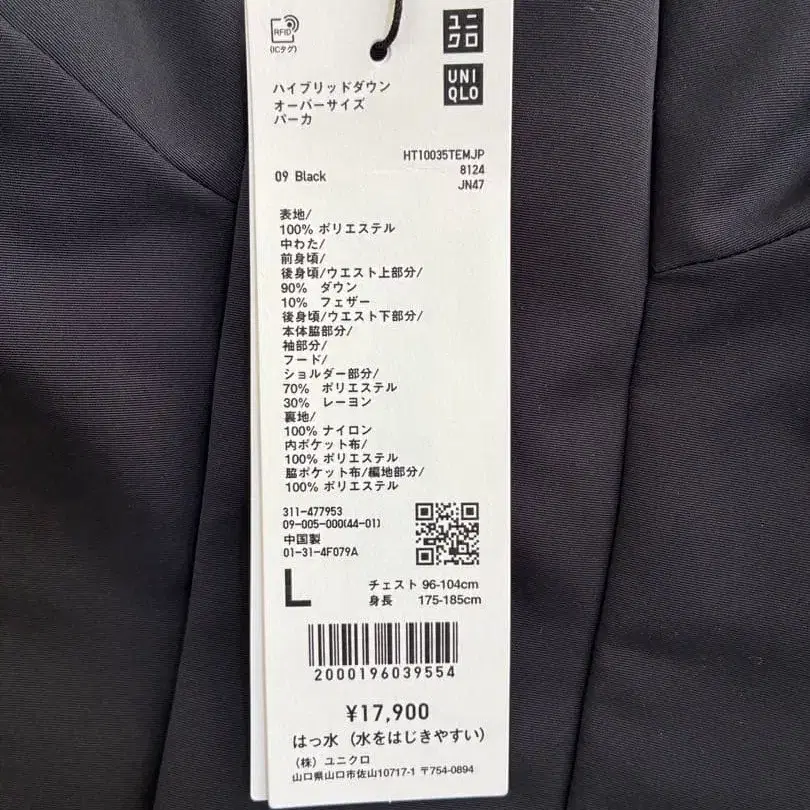 RFID
(ICタグ)
ユニ
クロ
UNI
QLO
ハイブリッドダウン
オーバーサイズ
パーカ
HT10035TEMJP
09 Black
8124
JN47
表地/
100% ポリエステル
中わた/
前身頃/
後身頃/ウエスト上部分/
90% ダウン
10% フェザー
後身頃/ウエスト下部分/
本体脇部分/
袖部分/
フード/
ショルダー部分/
70% ポリエステル
30% レーヨン
裏地/
100% ナイロン
内ポケット布/
100% ポリエステル
脇ポケット布/編地部分/
100% ポリエステル
311-477953
09-005-000(44-01)
中国製
01-31-4F079A
L
チェスト 96-104cm
身長 175-185cm
2000196039554
¥17,900
はっ水 (水をはじきやすい)
(株) ユニクロ
山口県山口市佐山10717-1 〒754-0894